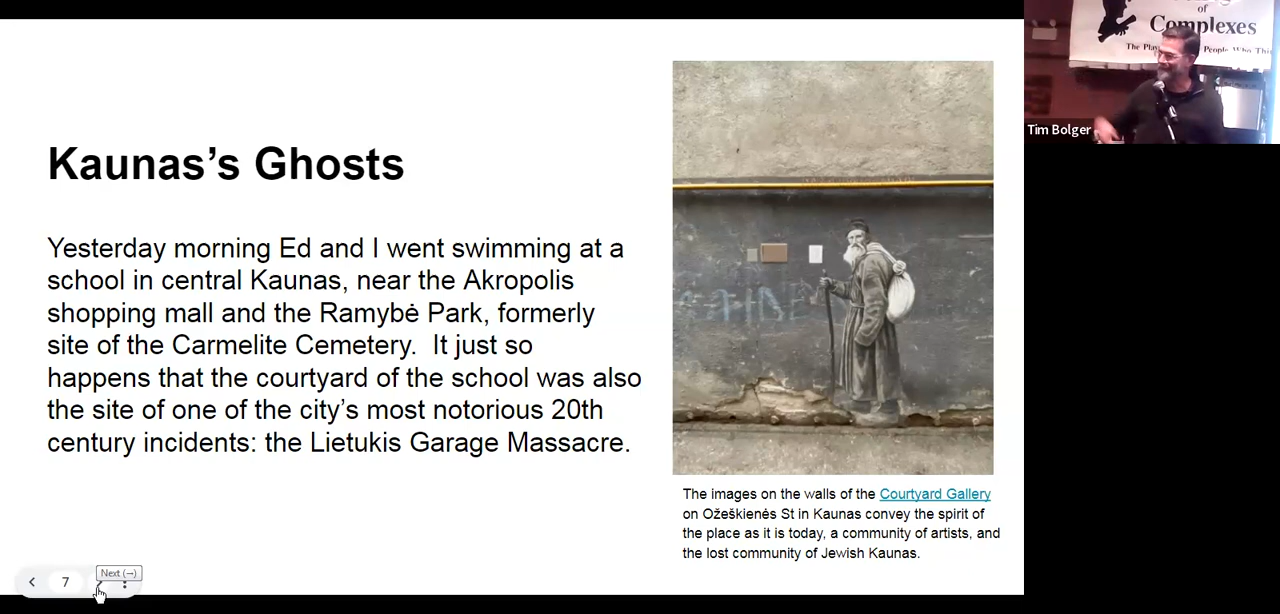 Kaunas’s Ghosts
Yesterday morning Ed and I went swimming at a
school in central Kaunas, near the Akropolis
shopping mall and the Ramybė Park, formerly
site of the Carmelite Cemetery.  It just so
happens that the courtyard of the school was also
the site of one of the city’s most notorious 20th
century incidents: the Lietukis Garage Massacre.
The images on the walls of the Courtyard Gallery
on Ožeškienės St in Kaunas convey the spirit of
the place as it is today, a community of artists, and
the lost community of Jewish Kaunas.
7
Next (→)
of
Complexes
The People Who
Tim Bolger